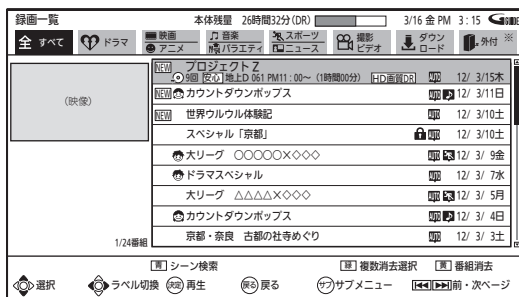 録画一覧 本体残量 26時間32分(DR) 3/16 金 PM 3:15
全 すべて ドラマ 映画 アニメ 音楽 バラエティ スポーツ ニュース 撮影 ビデオ ダウンロード 外付 ※
(映像)
NEW プロジェクトZ
9回 安心 地上D 061 PM11:00~ (1時間00分) HD画質DR 12/ 3/15木
NEW カウントダウンポップス 12/ 3/11日
NEW 世界ウルウル体験記 12/ 3/10土
スペシャル「京都」 12/ 3/10土
大リーグ ○○○○○×◇◇◇ 12/ 3/ 9金
ドラマスペシャル 12/ 3/ 7水
大リーグ △△△△×◇◇◇ 12/ 3/ 5月
カウントダウンポップス 12/ 3/ 4日
京都・奈良 古都の社寺めぐり 12/ 3/ 3土
1/24番組
青 シーン検索 緑 複数消去選択 黄 番組消去
選択 ラベル切換 決定 再生 戻る 戻る サブ サブメニュー 前・次ページ